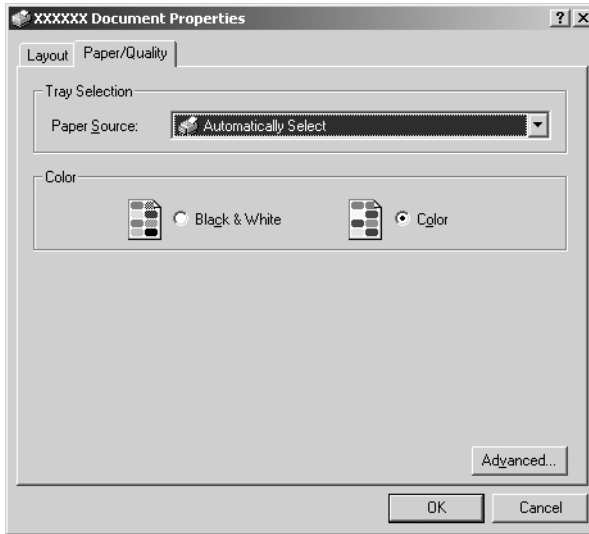 XXXXXX Document Properties
Layout Paper/Quality
Tray Selection
Paper Source: Automatically Select
Color
Black & White Color
Advanced...
OK Cancel